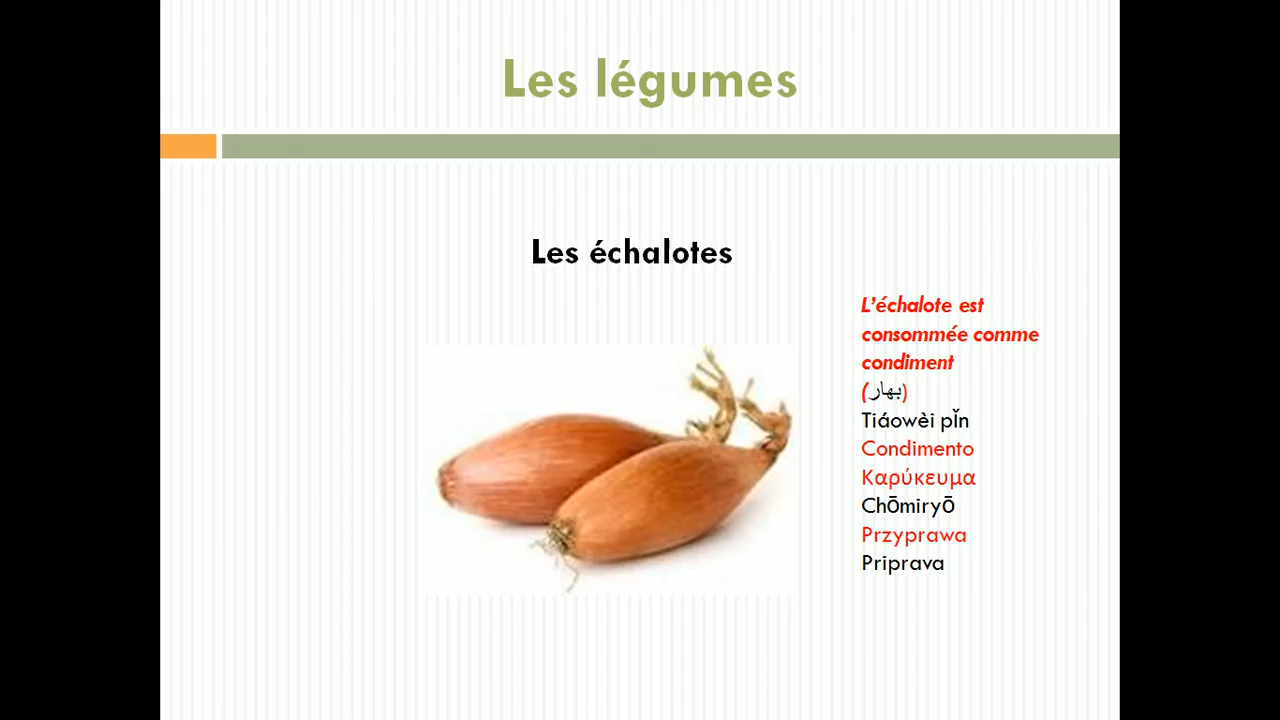 Les légumes
Les échalotes
L’échalote est
consommée comme
condiment
(بهار)
Tiáowèi pǐn
Condimento
Καρύκευμα
Chōmiryō
Przyprawa
Priprava